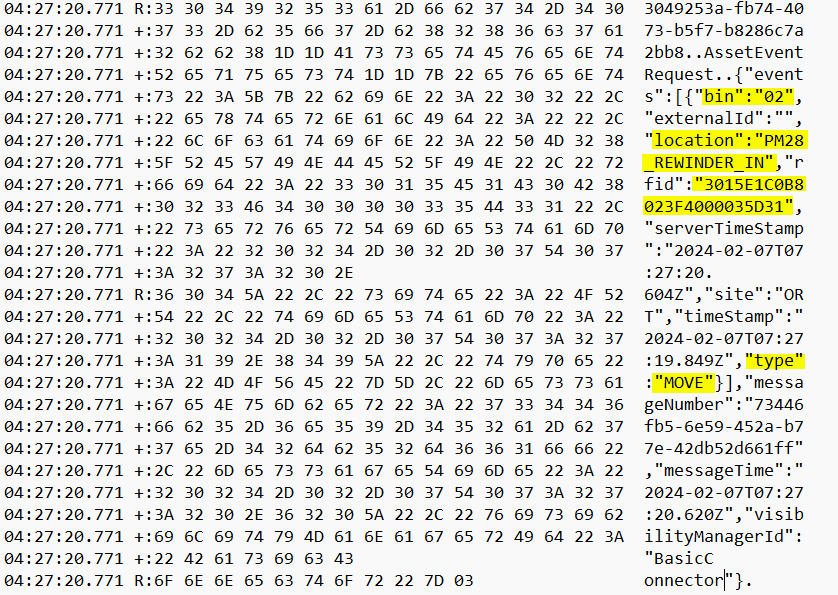 04:27:20.771 R:33 30 34 39 32 35 33 61 2D 66 62 37 34 2D 34 30 3049253a-fb74-40
04:27:20.771 +:37 33 2D 62 35 66 37 2D 62 38 32 38 36 63 37 61 73-b5f7-b8286c7a
04:27:20.771 +:32 62 62 38 1D 1D 41 73 73 65 74 45 76 65 6E 74 2bb8..AssetEvent
04:27:20.771 +:52 65 71 75 65 73 74 1D 1D 7B 22 65 76 65 6E 74 Request..{"event
04:27:20.771 +:73 22 3A 5B 7B 22 62 69 6E 22 3A 22 30 32 22 2C s":[{"bin":"02",
04:27:20.771 +:22 65 78 74 65 72 6E 61 6C 49 64 22 3A 22 22 2C "externalId":"",
04:27:20.771 +:22 6C 6F 63 61 74 69 6F 6E 22 3A 22 50 4D 32 38 "location":"PM28
04:27:20.771 +:5F 52 45 57 49 4E 44 45 52 5F 49 4E 22 2C 22 72 _REWINDER_IN","r
04:27:20.771 +:66 69 64 22 3A 22 33 30 31 35 45 31 43 30 42 38 fid":"3015E1C0B8
04:27:20.771 +:30 32 33 46 34 30 30 30 30 33 35 44 33 31 22 2C 023F4000035D31",
04:27:20.771 +:22 73 65 72 76 65 72 54 69 6D 65 53 74 61 6D 70 "serverTimeStamp
04:27:20.771 +:22 3A 22 32 30 32 34 2D 30 32 2D 30 37 54 30 37 ":"2024-02-07T07
04:27:20.771 +:3A 32 37 3A 32 30 2E :27:20.
04:27:20.771 R:36 30 34 5A 22 2C 22 73 69 74 65 22 3A 22 4F 52 604Z","site":"OR
04:27:20.771 +:54 22 2C 22 74 69 6D 65 53 74 61 6D 70 22 3A 22 T","timeStamp":"
04:27:20.771 +:32 30 32 34 2D 30 32 2D 30 37 54 30 37 3A 32 37 2024-02-07T07:27
04:27:20.771 +:3A 31 39 2E 38 34 39 5A 22 2C 22 74 79 70 65 22 :19.849Z","type"
04:27:20.771 +:3A 22 4D 4F 56 45 22 7D 5D 2C 22 6D 65 73 73 61 :"MOVE"}],"messa
04:27:20.771 +:67 65 4E 75 6D 62 65 72 22 3A 22 37 33 34 34 36 geNumber":"73446
04:27:20.771 +:66 62 35 2D 36 65 35 39 2D 34 35 32 61 2D 62 37 fb5-6e59-452a-b7
04:27:20.771 +:37 65 2D 34 32 64 62 35 32 64 36 36 31 66 66 22 7e-42db52d661ff"
04:27:20.771 +:2C 22 6D 65 73 73 61 67 65 54 69 6D 65 22 3A 22 ,"messageTime":"
04:27:20.771 +:32 30 32 34 2D 30 32 2D 30 37 54 30 37 3A 32 37 2024-02-07T07:27
04:27:20.771 +:3A 32 30 2E 36 32 30 5A 22 2C 22 76 69 73 69 62 :20.620Z","visib
04:27:20.771 +:69 6C 69 74 79 4D 61 6E 61 67 65 72 49 64 22 3A ilityManagerId":
04:27:20.771 +:22 42 61 73 69 63 43 "BasicC
04:27:20.771 R:6F 6E 6E 65 63 74 6F 72 22 7D 03 onnector"}.